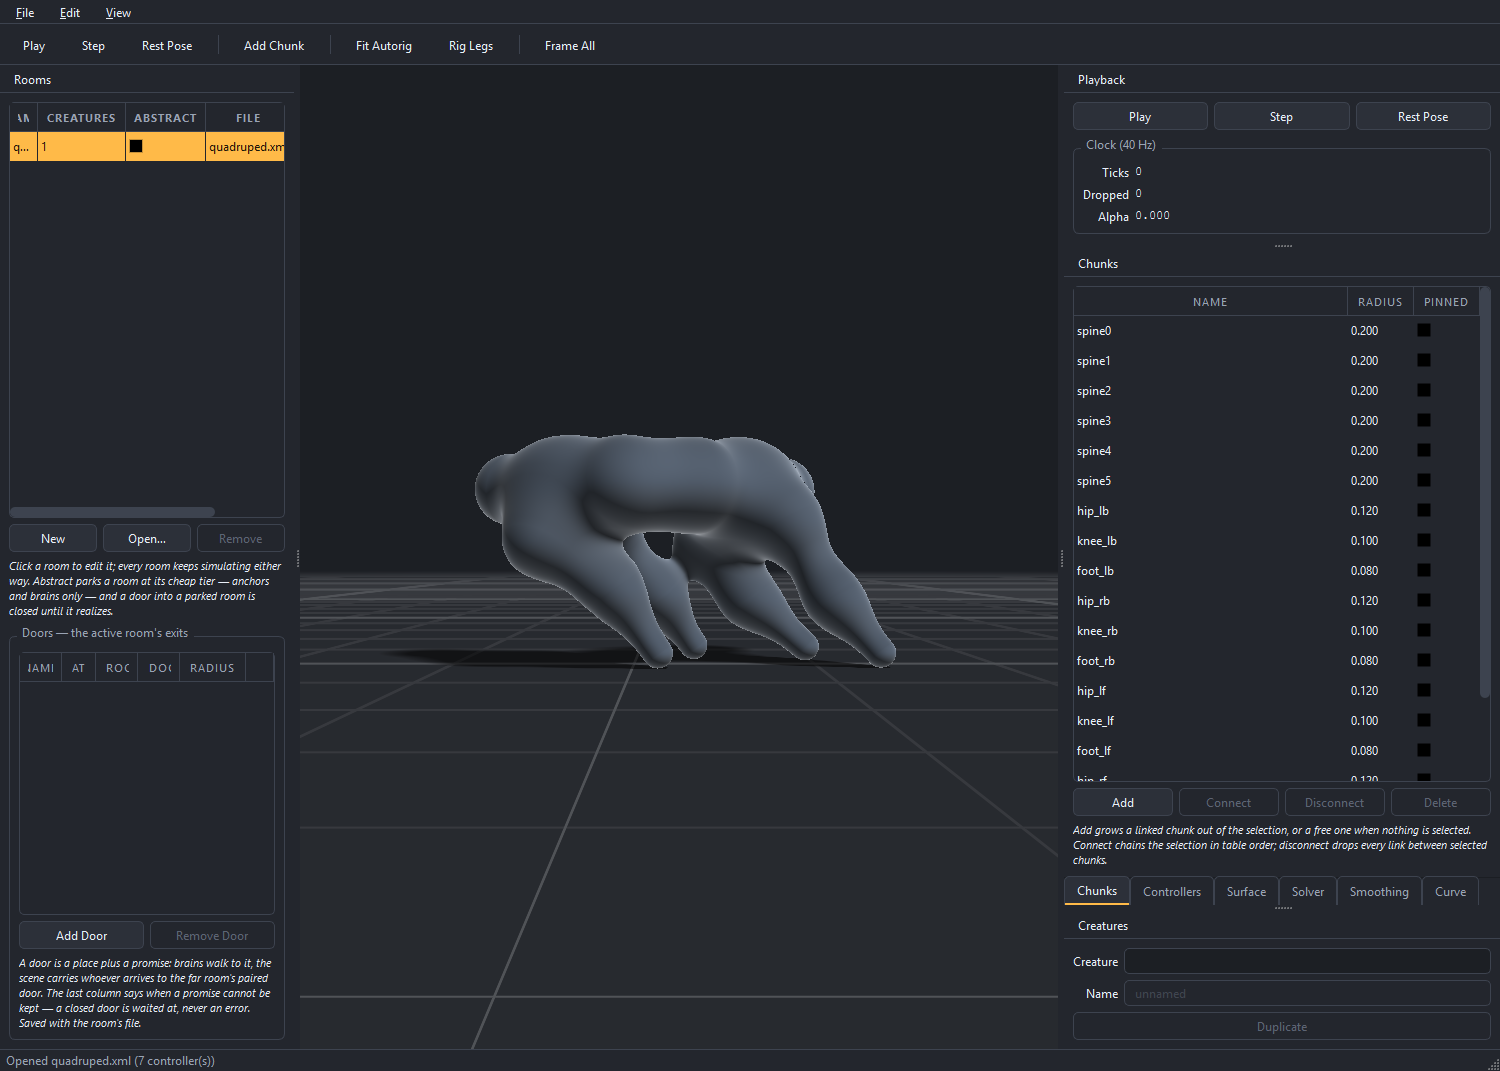 File Edit View
Play Step Rest Pose Add Chunk Fit Autorig Rig Legs Frame All
Rooms
CREATURES ABSTRACT FILE
q... 1 quadruped.xm
New Open... Remove
Click a room to edit it; every room keeps simulating either
way. Abstract parks a room at its cheap tier — anchors
and brains only — and a door into a parked room is
closed until it realizes.
Doors — the active room's exits
AT RADIUS
Add Door Remove Door
A door is a place plus a promise: brains walk to it, the
scene carries whoever arrives to the far room's paired
door. The last column says when a promise cannot be
kept — a closed door is waited at, never an error.
Saved with the room's file.
Playback
Play Step Rest Pose
Clock (40 Hz)
Ticks 0
Dropped 0
Alpha 0.000
Chunks
NAME RADIUS PINNED
spine0 0.200
spine1 0.200
spine2 0.200
spine3 0.200
spine4 0.200
spine5 0.200
hip_lb 0.120
knee_lb 0.100
foot_lb 0.080
hip_rb 0.120
knee_rb 0.100
foot_rb 0.080
hip_lf 0.120
knee_lf 0.100
foot_lf 0.080
hip_rf 0.120
Add Connect Disconnect Delete
Add grows a linked chunk out of the selection, or a free one when nothing is selected.
Connect chains the selection in table order; disconnect drops every link between selected
chunks.
Chunks Controllers Surface Solver Smoothing Curve
Creatures
Creature
Name unnamed
Duplicate
Opened quadruped.xml (7 controller(s))